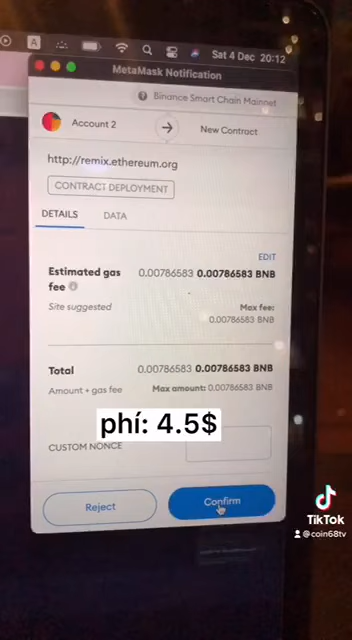 A
Sat 4 Dec 20:12
MetaMask Notification
Binance Smart Chain Mainnet
Account 2
New Contract
http://remix.ethereum.org
CONTRACT DEPLOYMENT
DETAILS DATA
EDIT
Estimated gas fee 0.00786583 0.00786583 BNB
Site suggested
Max fee:
0.00786583 BNB
Total 0.00786583 0.00786583 BNB
Amount + gas fee Max amount: 0.00786583 BNB
phí: 4.5$
CUSTOM NONCE
Reject Confirm
TikTok
@coin68tv